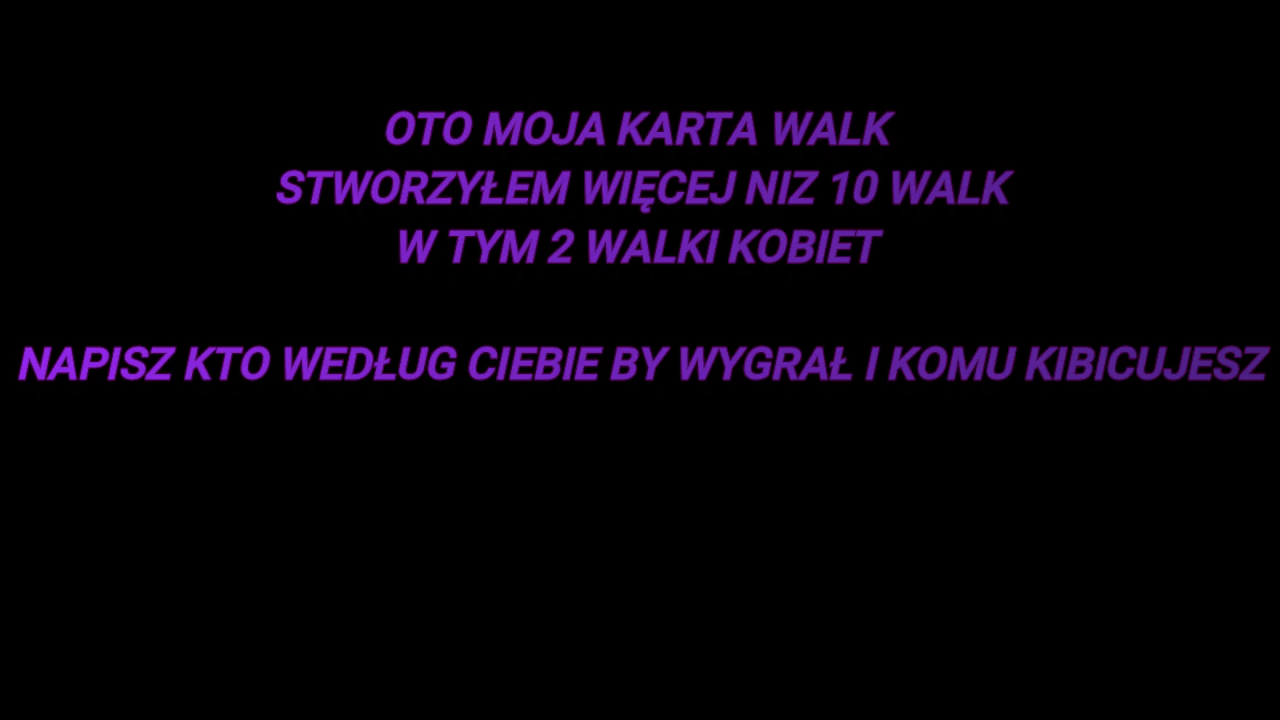 OTO MOJA KARTA WALK
STWORZYŁEM WIĘCEJ NIZ 10 WALK
W TYM 2 WALKI KOBIET
NAPISZ KTO WEDŁUG CIEBIE BY WYGRAŁ I KOMU KIBICUJESZ